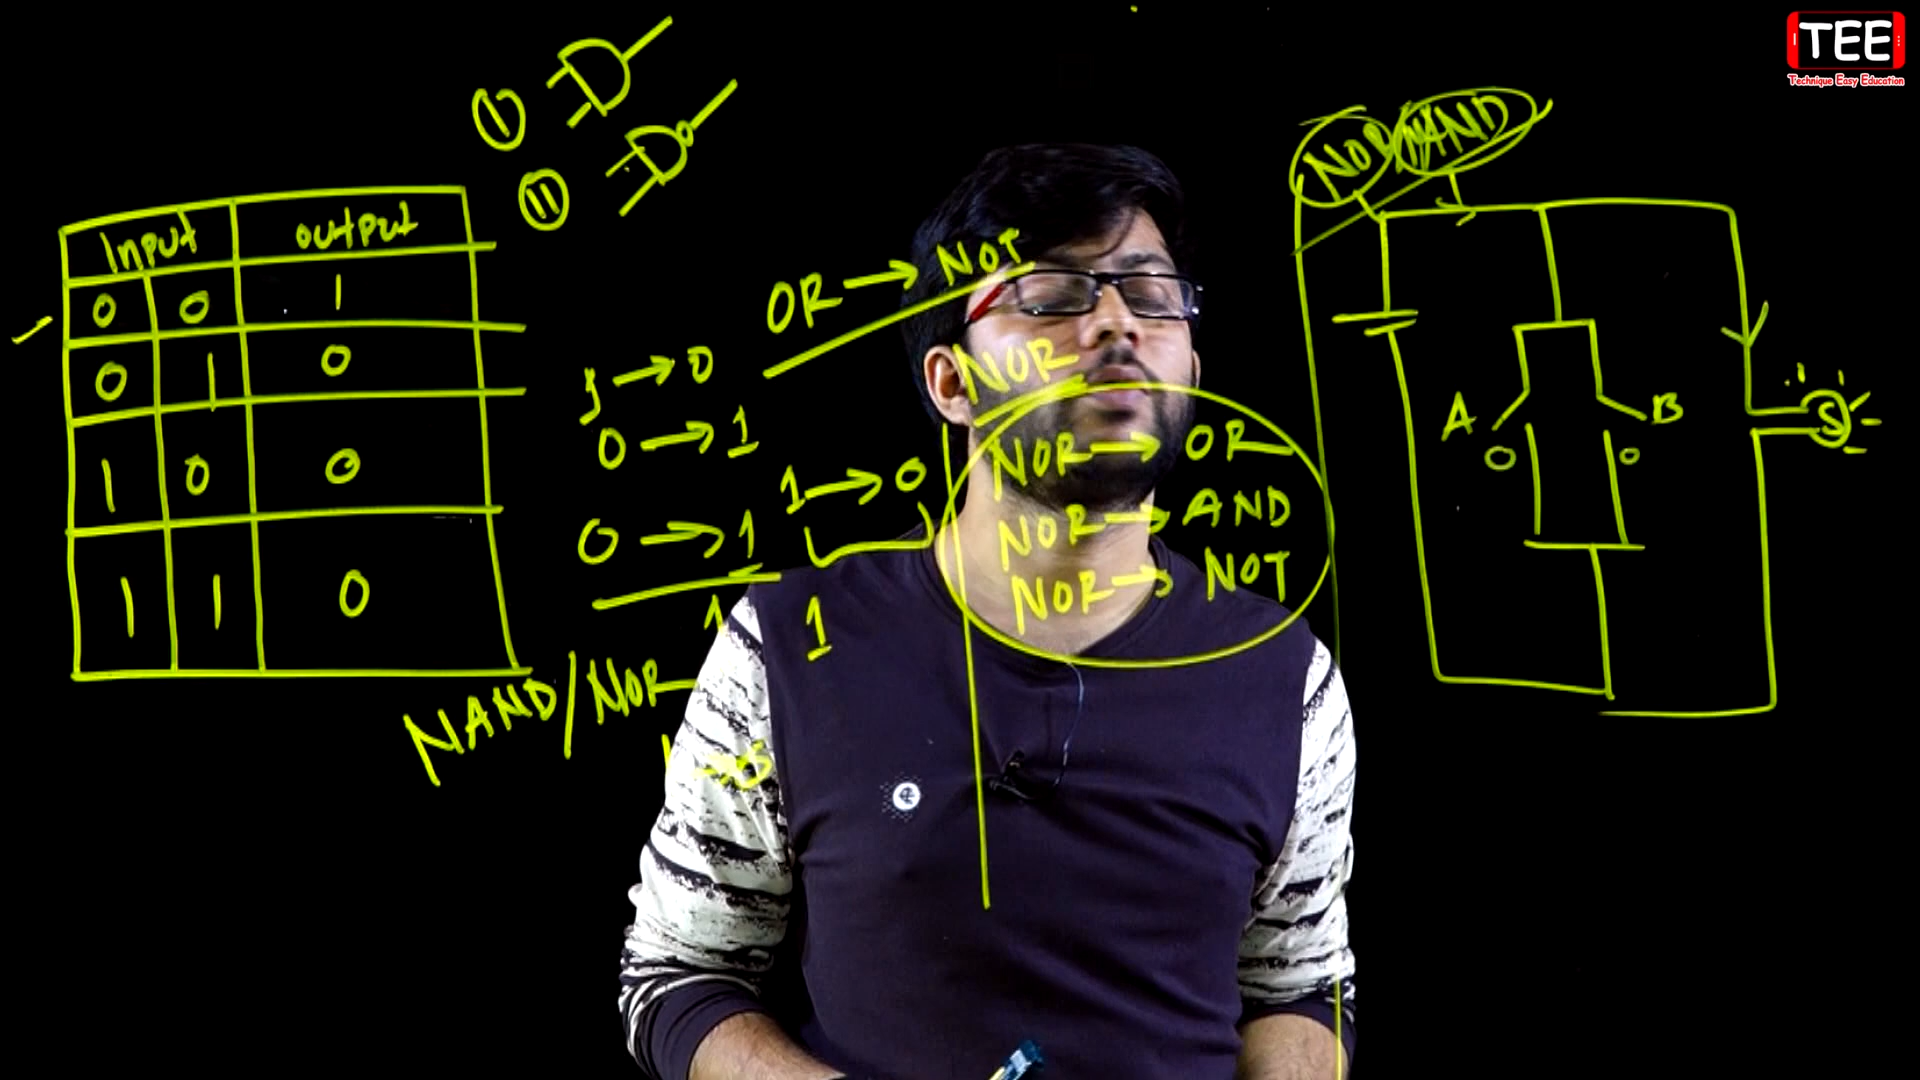 TEE
Technique Easy Education
I
II
NOR NAND
Input output
0 0 1
0 1 0
1 0 0
1 1 0
OR → NOT
NOR
1 → 0
0 → 1
1 → 0
0 → 1
1 1
NAND/NOR
NOR → OR
NOR → AND
NOR → NOT
A B
0 0
S